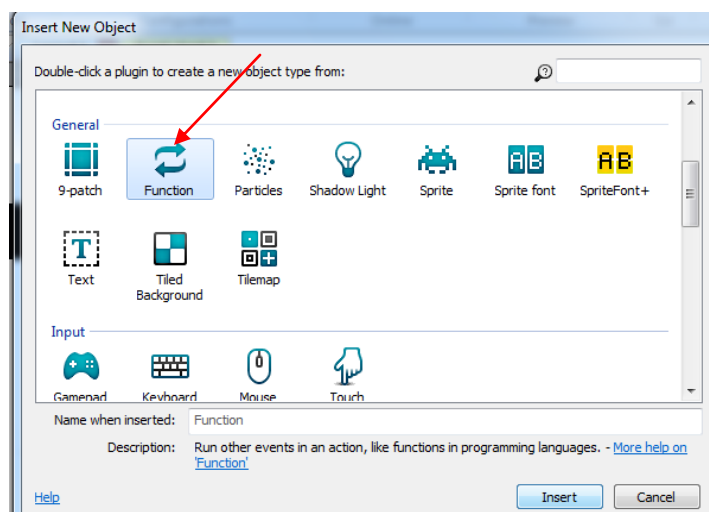 Insert New Object
Double-click a plugin to create a new object type from:
General
9-patch Function Particles Shadow Light Sprite Sprite font SpriteFont+
Text Tiled Background Tilemap
Input
Gamepad Keyboard Mouse Touch
Name when inserted: Function
Description: Run other events in an action, like functions in programming languages. - More help on
'Function'
Help Insert Cancel